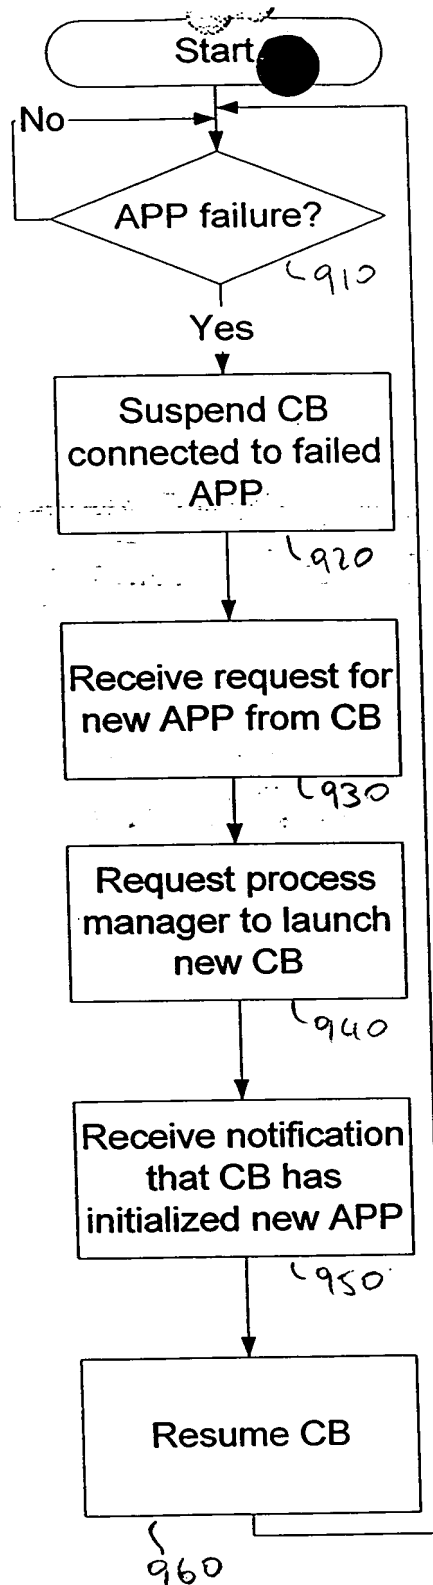 Start
No
APP failure?
910
Yes
Suspend CB
connected to failed
APP
920
Receive request for
new APP from CB
930
Request process
manager to launch
new CB
940
Receive notification
that CB has
initialized new APP
950
Resume CB
960